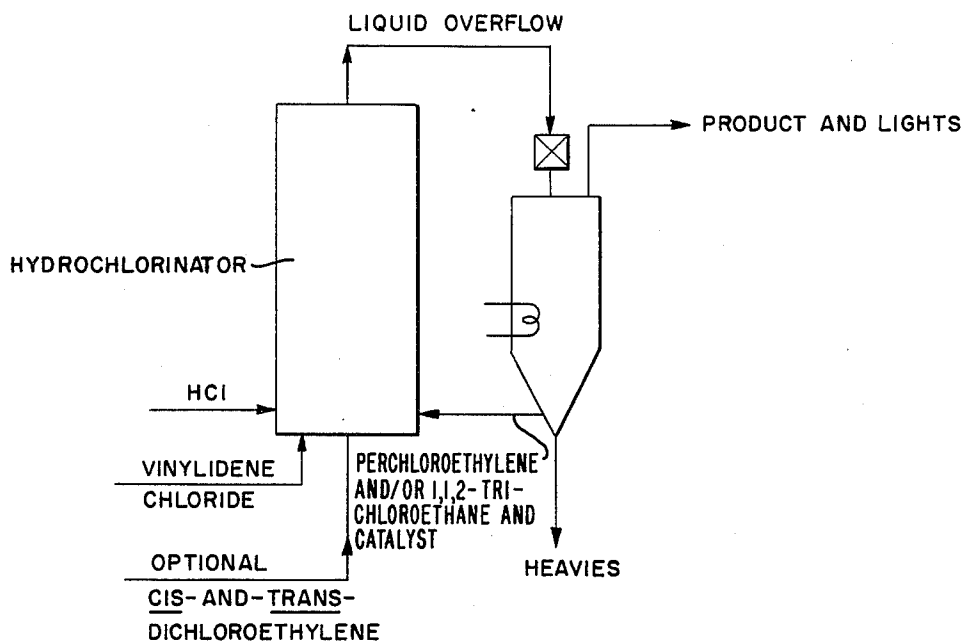 LIQUID OVERFLOW
PRODUCT AND LIGHTS
HYDROCHLORINATOR
HCl
VINYLIDENE
CHLORIDE
PERCHLOROETHYLENE
AND/OR 1,1,2-TRI-
CHLOROETHANE AND
CATALYST
OPTIONAL
CIS-AND-TRANS-
DICHLOROETHYLENE
HEAVIES